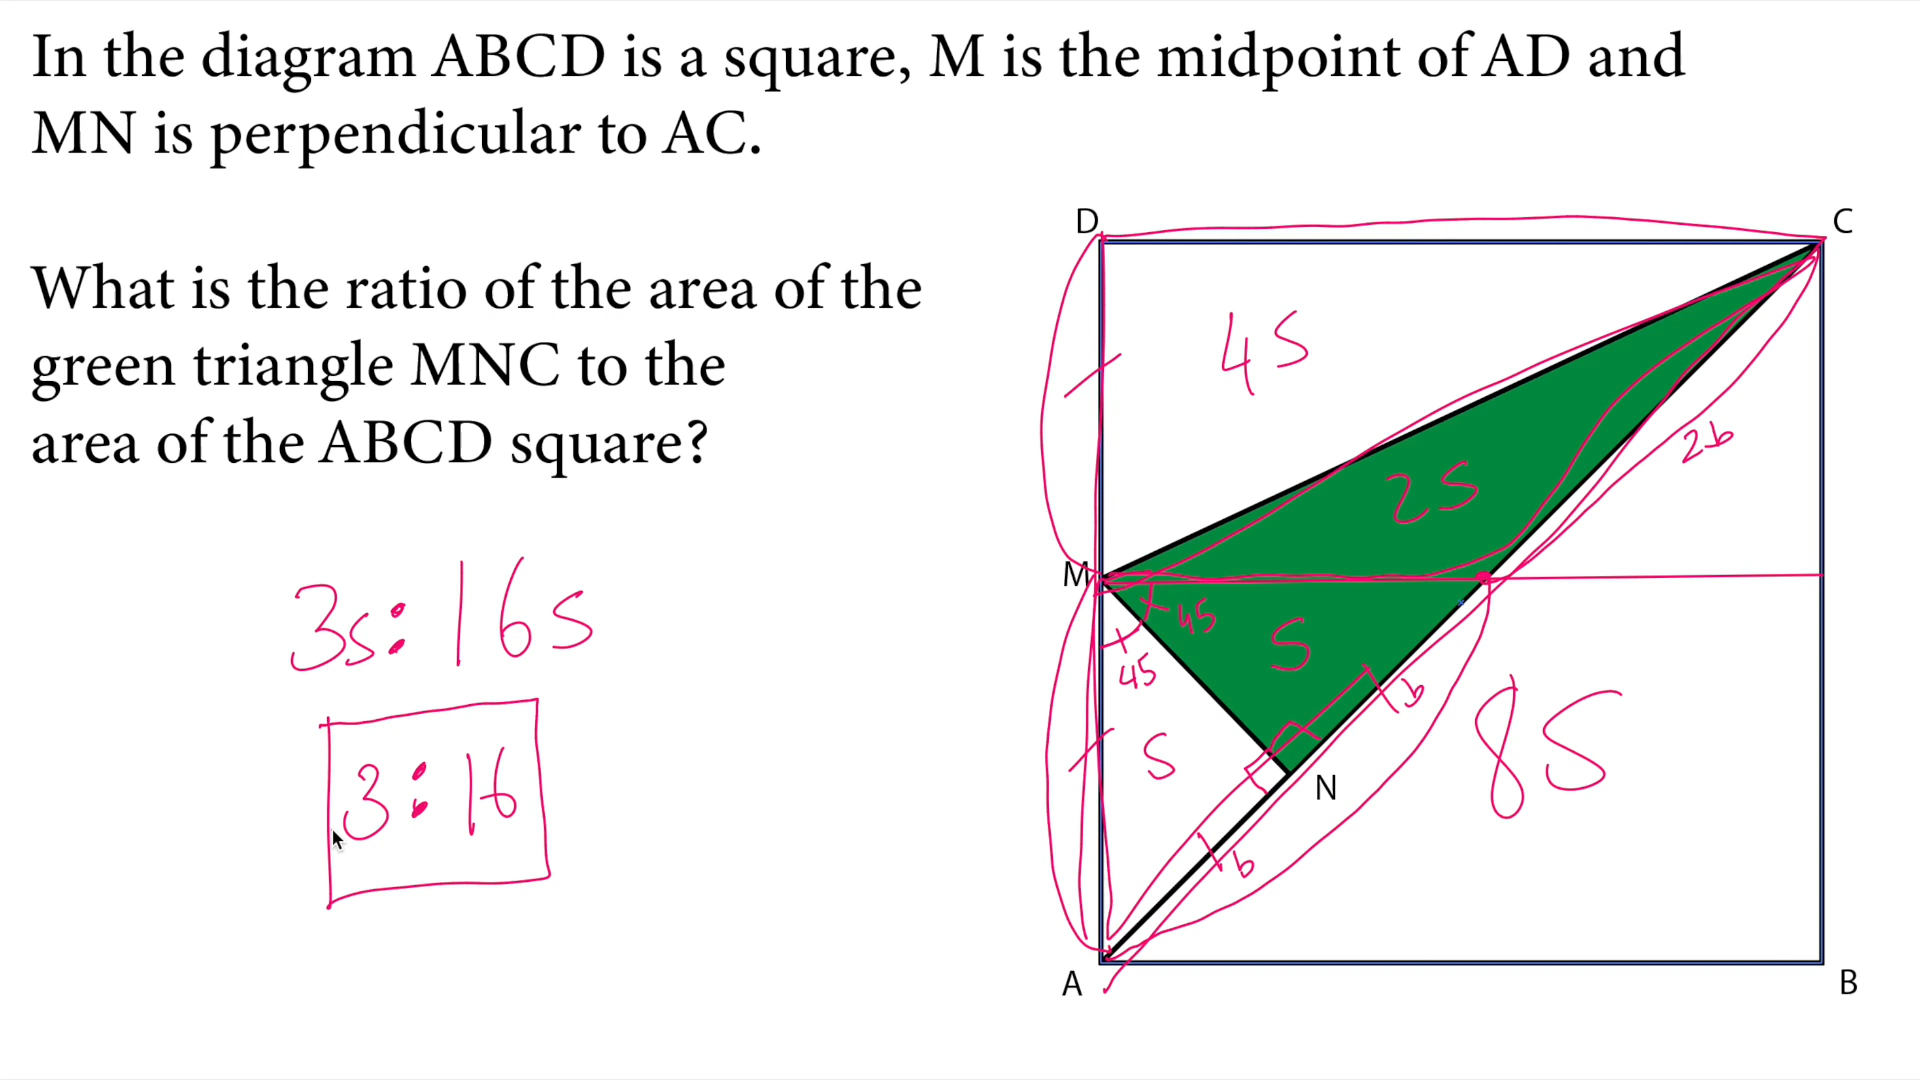 In the diagram ABCD is a square, M is the midpoint of AD and
MN is perpendicular to AC.
What is the ratio of the area of the
green triangle MNC to the
area of the ABCD square?
3s:16s
3:16
D
C
4S
2b
2S
M
45
S
45
b
8S
S
N
b
A
B